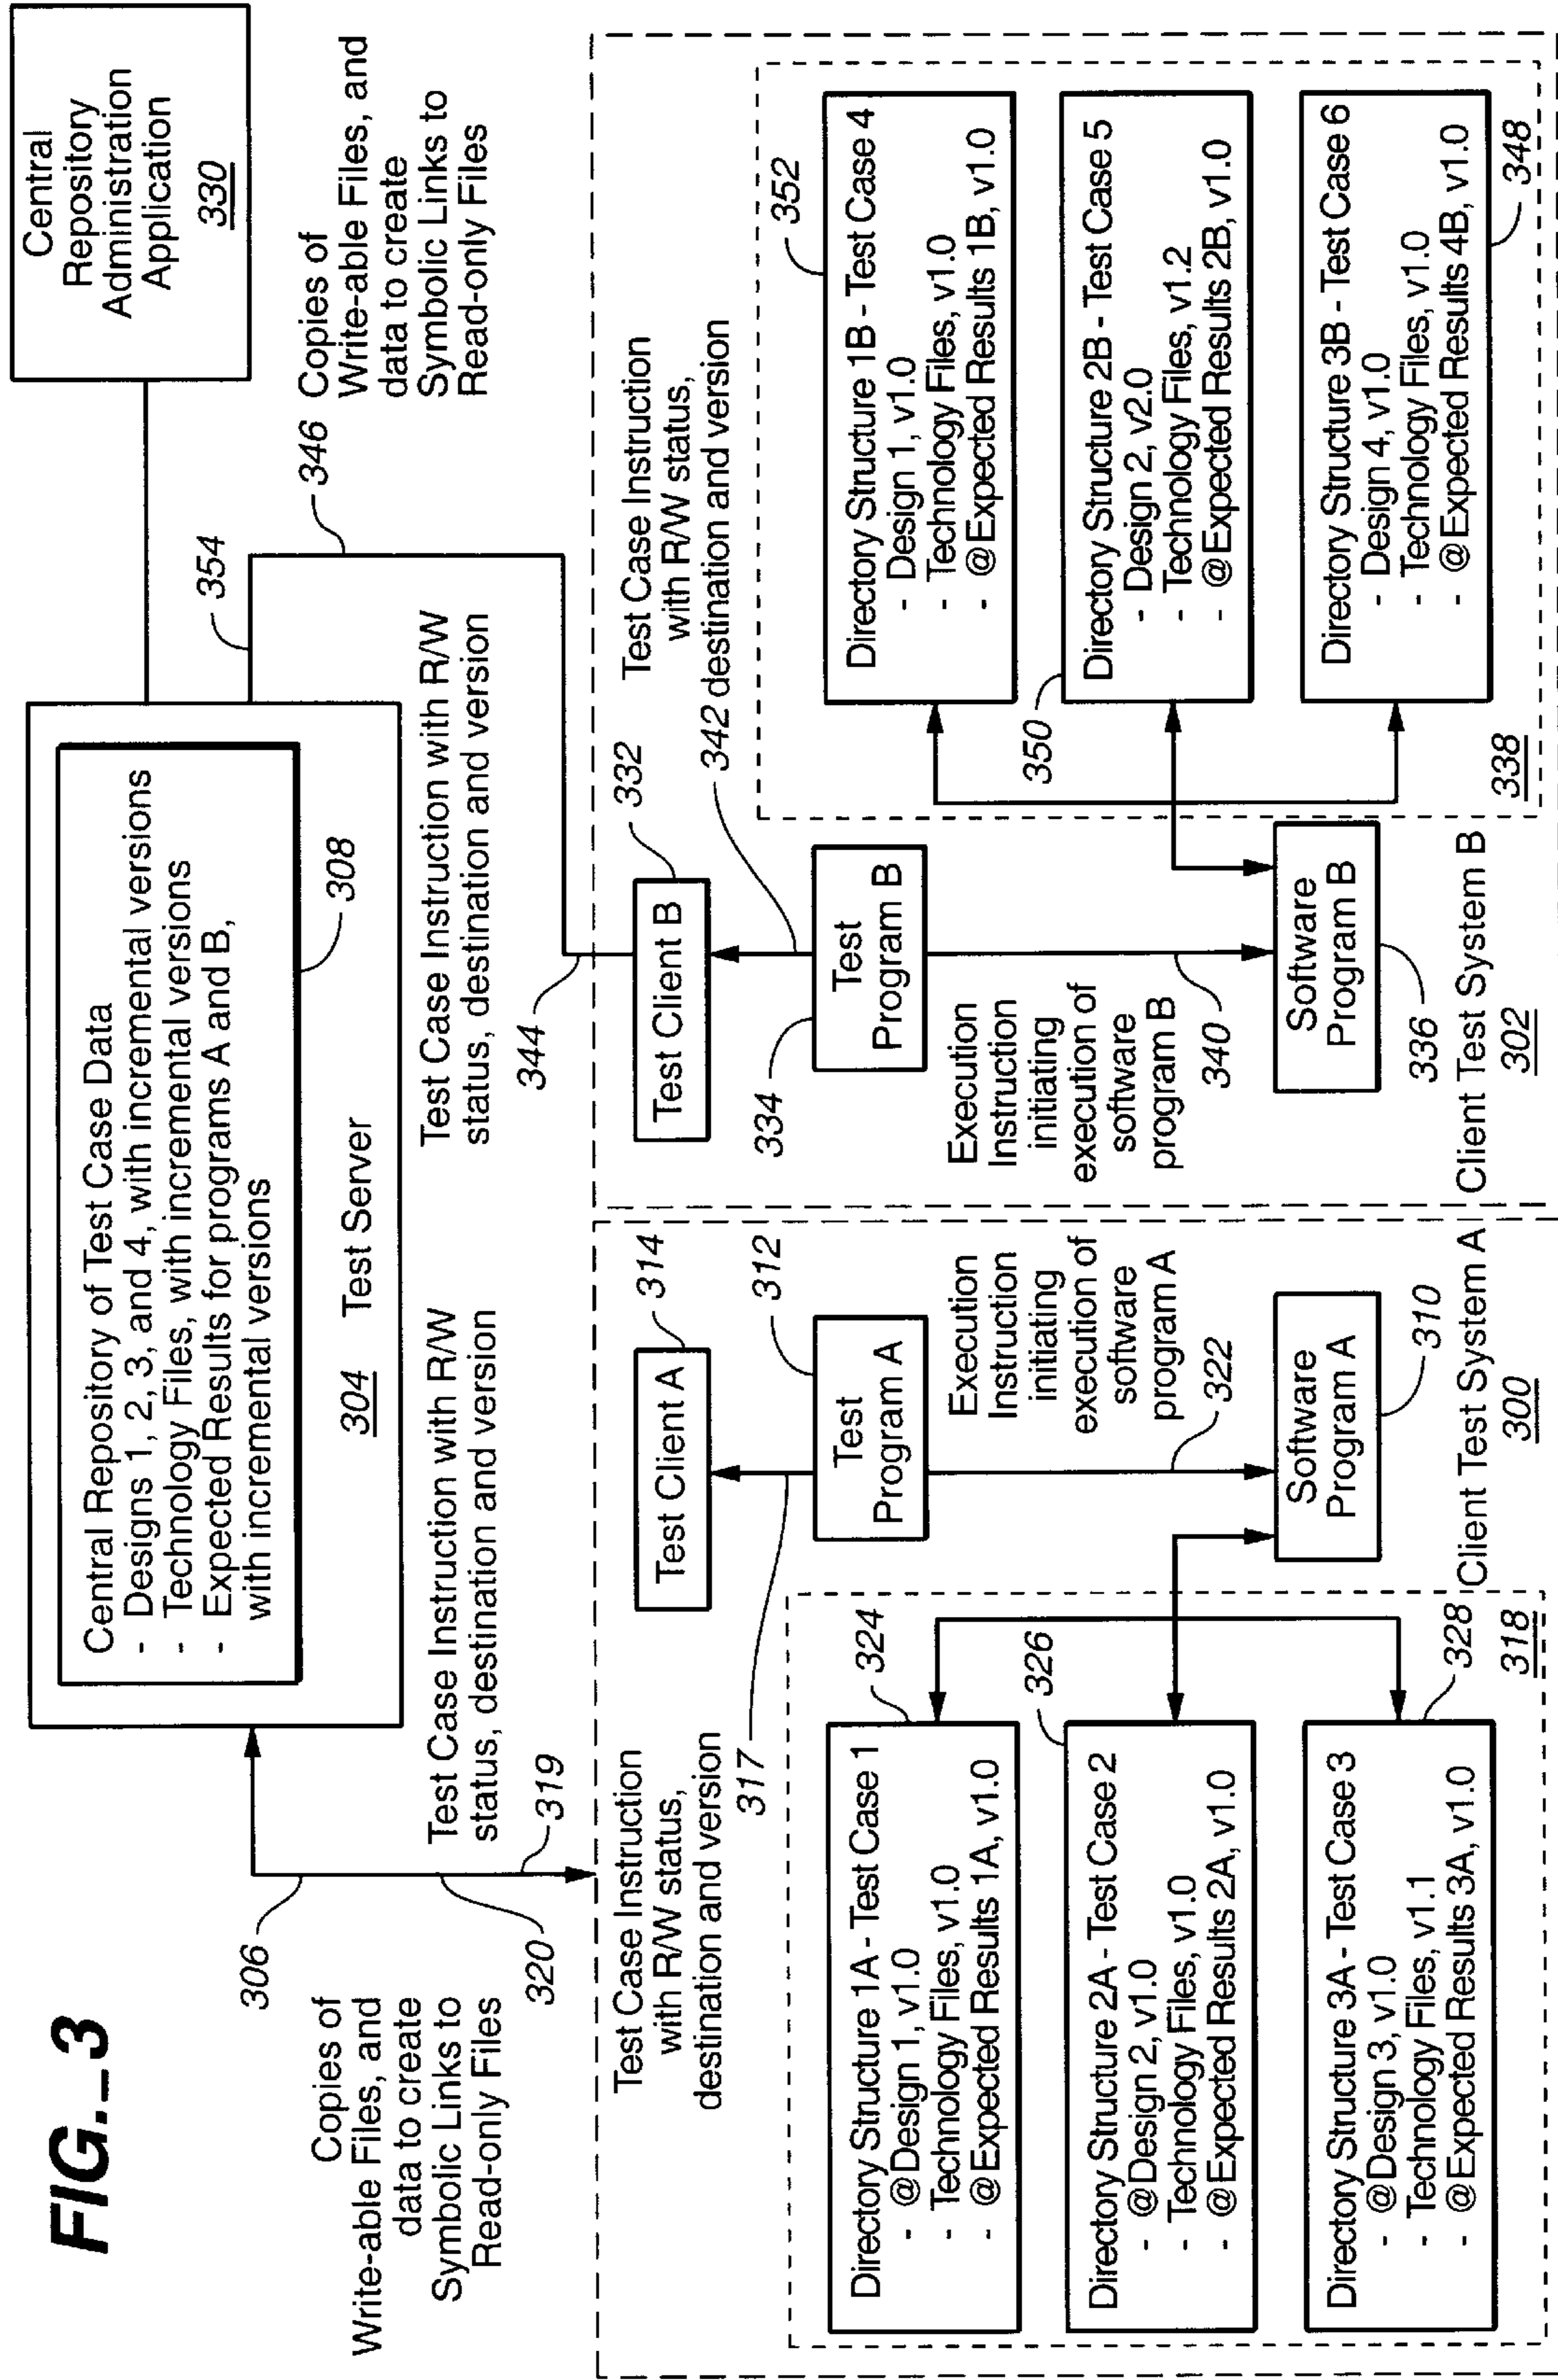 FIG._3
Central
Repository
Administration
Application
330
Central Repository of Test Case Data
- Designs 1, 2, 3, and 4, with incremental versions
- Technology Files, with incremental versions
- Expected Results for programs A and B,
with incremental versions
308
304 Test Server
354
346
Copies of
Write-able Files, and
data to create
Symbolic Links to
Read-only Files
306
Copies of
Write-able Files, and
data to create
Symbolic Links to
Read-only Files
320
319
Test Case Instruction with R/W
status, destination and version
Test Case Instruction with R/W
status, destination and version
344
Test Case Instruction
with R/W status,
destination and version
317
Test Client A
314
Test
Program A
312
Execution
Instruction
initiating
execution of
software
program A
322
Software
Program A
310
Client Test System A
300
Directory Structure 1A - Test Case 1
- @Design 1, v1.0
- Technology Files, v1.0
- @Expected Results 1A, v1.0
324
Directory Structure 2A - Test Case 2
- @Design 2, v1.0
- Technology Files, v1.0
- @Expected Results 2A, v1.0
326
Directory Structure 3A - Test Case 3
- @Design 3, v1.0
- Technology Files, v1.1
- @Expected Results 3A, v1.0
328
318
Test Client B
332
Test Case Instruction
with R/W status,
342 destination and version
Test
Program B
334
Execution
Instruction
initiating
execution of
software
program B
340
Software
Program B
336
Client Test System B
302
Directory Structure 1B - Test Case 4
- Design 1, v1.0
- Technology Files, v1.0
- @Expected Results 1B, v1.0
352
Directory Structure 2B - Test Case 5
- Design 2, v2.0
- Technology Files, v1.2
- @Expected Results 2B, v1.0
350
Directory Structure 3B - Test Case 6
- Design 4, v1.0
- Technology Files, v1.0
- @Expected Results 4B, v1.0
348
338